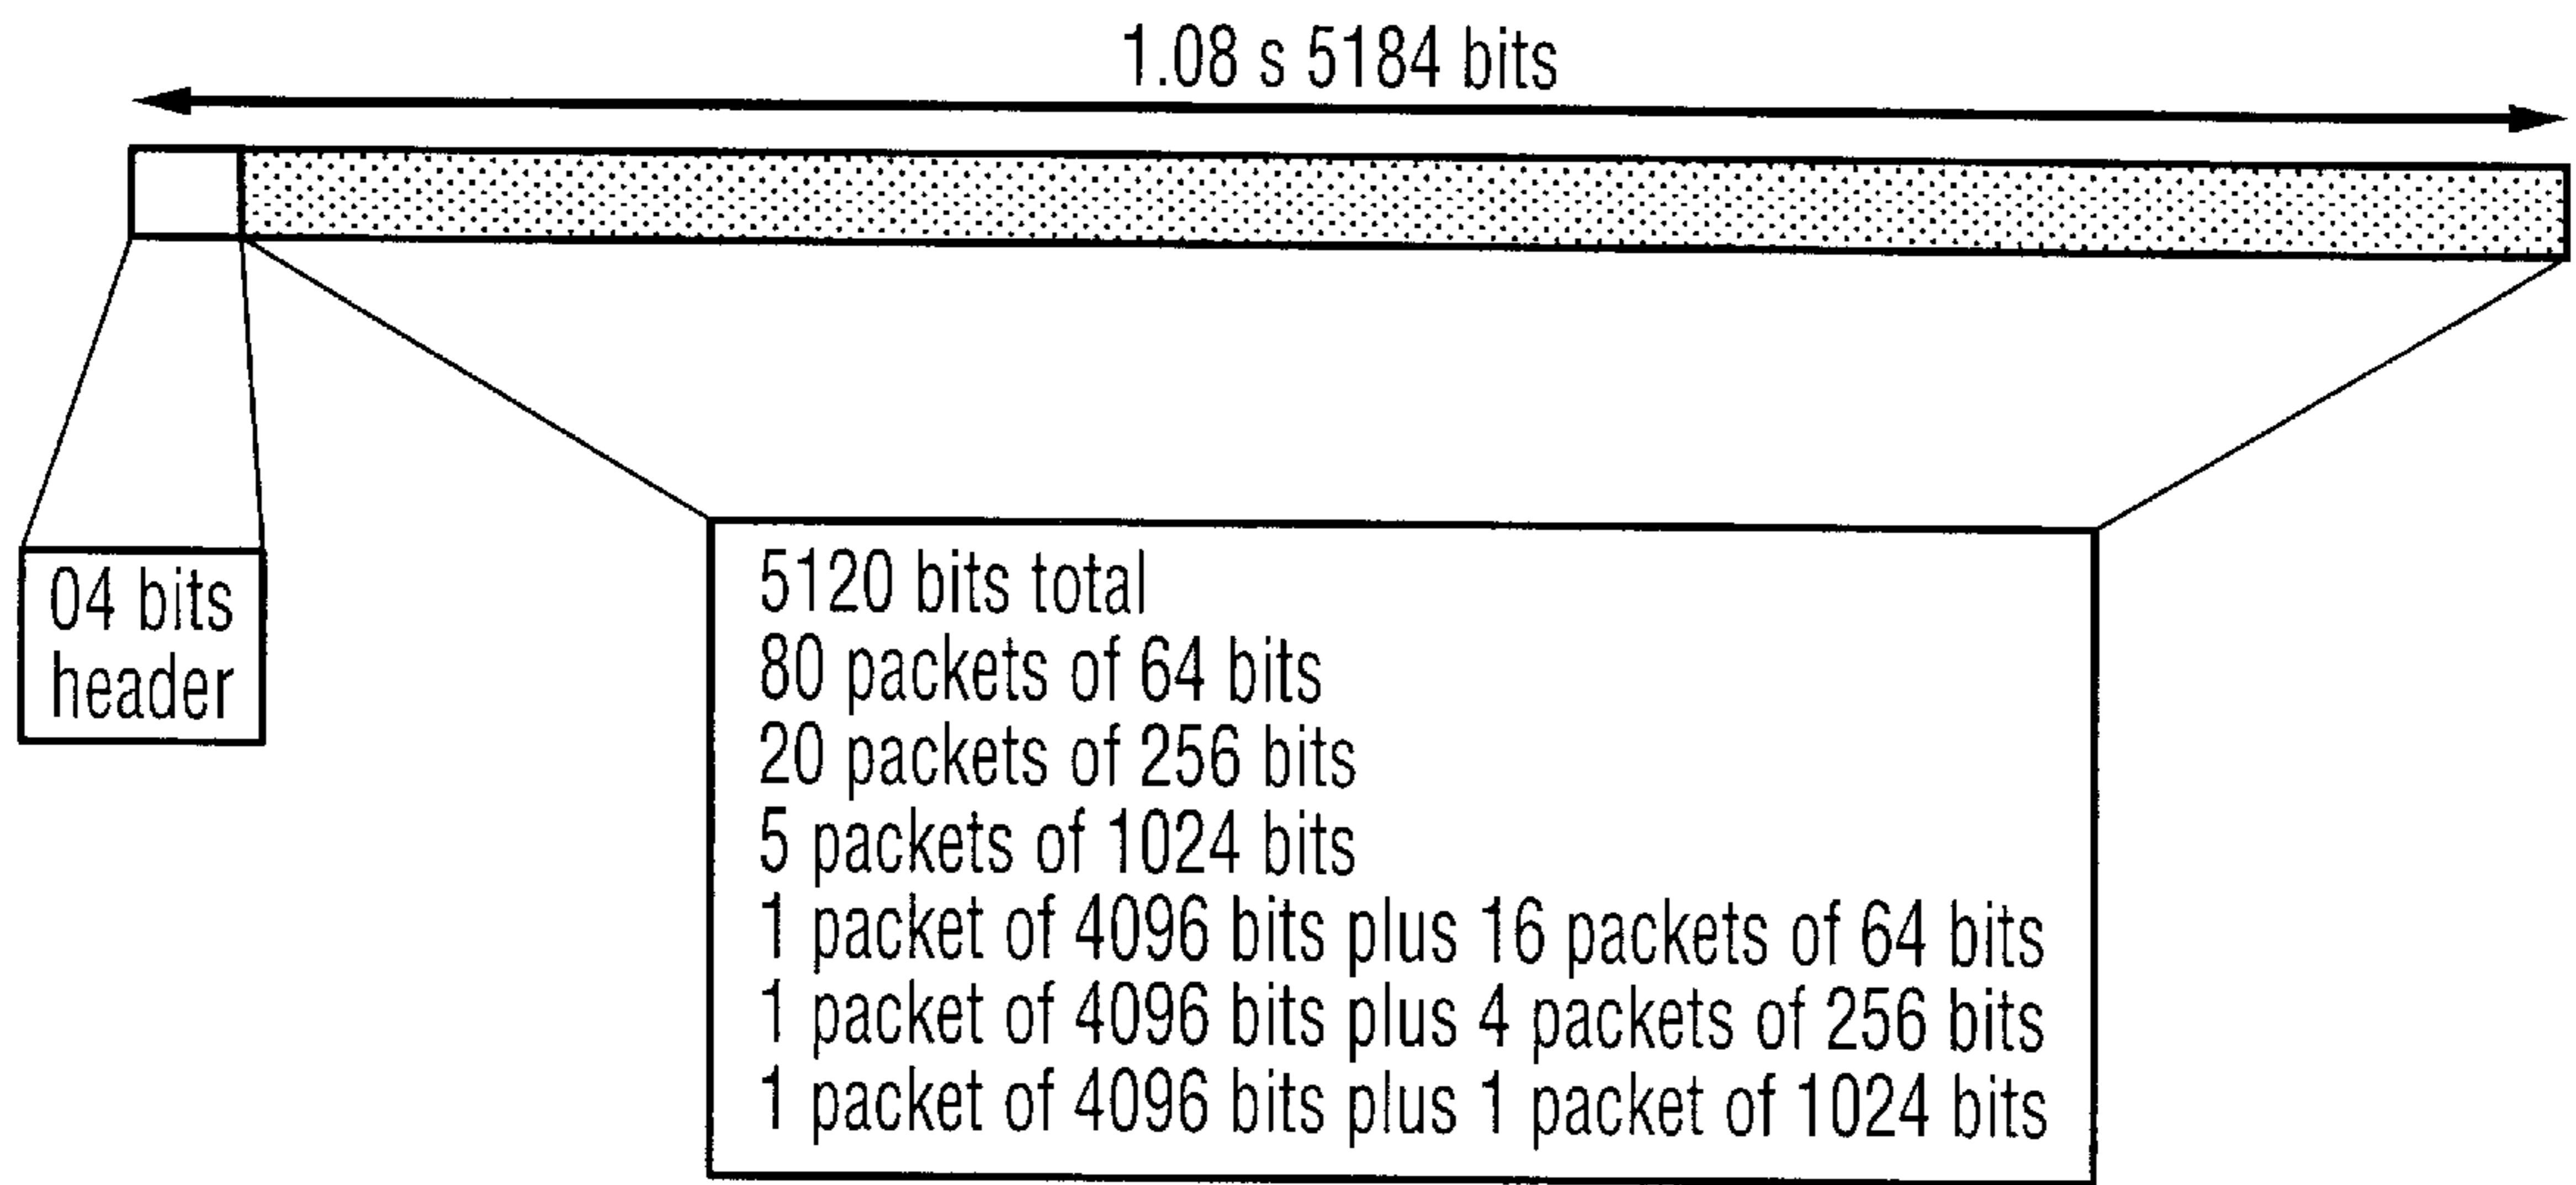 1.08 s 5184 bits
04 bits
header
5120 bits total
80 packets of 64 bits
20 packets of 256 bits
5 packets of 1024 bits
1 packet of 4096 bits plus 16 packets of 64 bits
1 packet of 4096 bits plus 4 packets of 256 bits
1 packet of 4096 bits plus 1 packet of 1024 bits